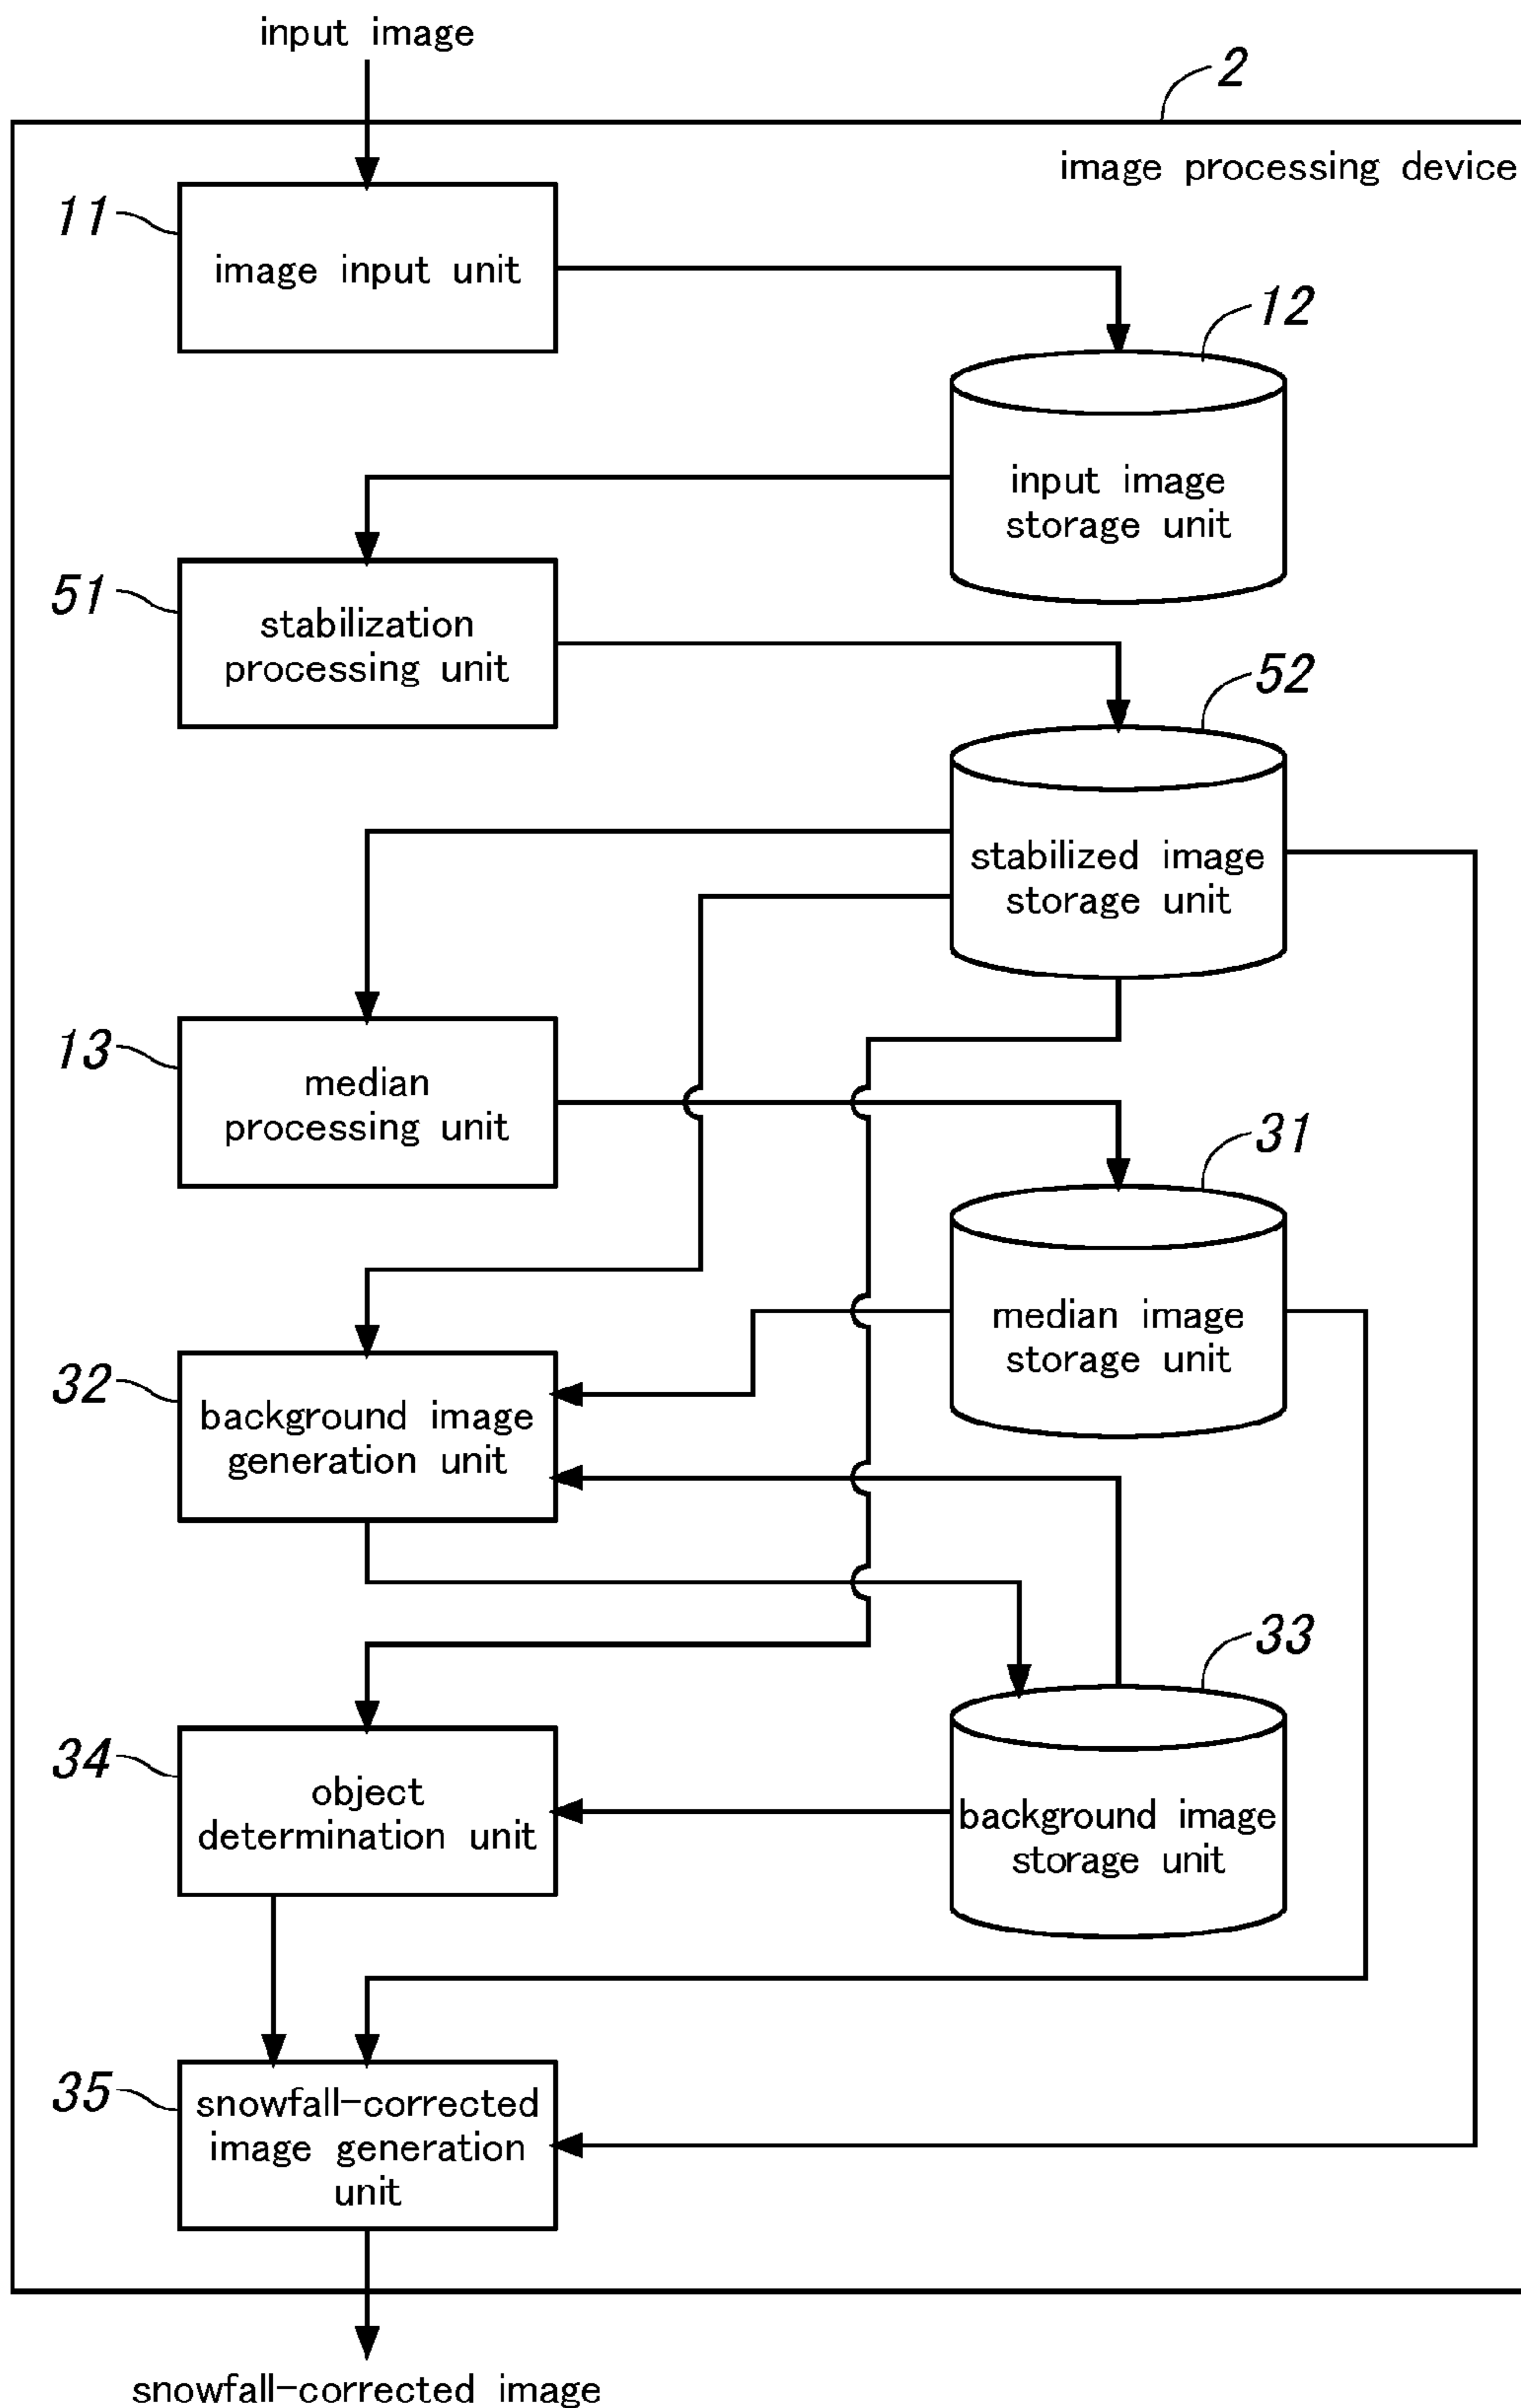 input image
2
image processing device
11
image input unit
12
input image
storage unit
51
stabilization
processing unit
52
stabilized image
storage unit
13
median
processing unit
31
median image
storage unit
32
background image
generation unit
33
background image
storage unit
34
object
determination unit
35
snowfall-corrected
image generation
unit
snowfall-corrected image